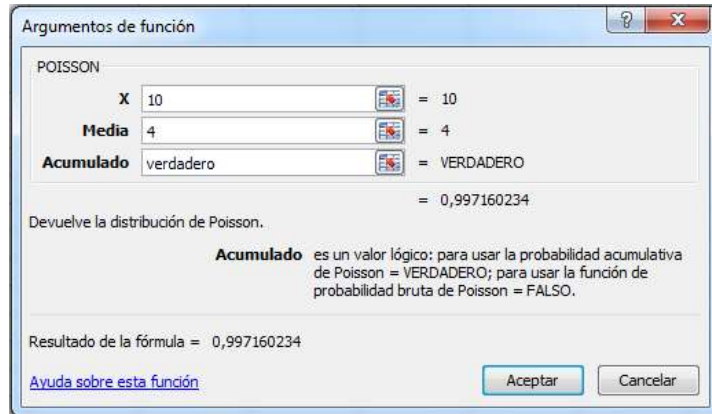 Argumentos de función
POISSON
X 10 = 10
Media 4 = 4
Acumulado verdadero = VERDADERO
= 0,997160234
Devuelve la distribución de Poisson.
Acumulado es un valor lógico: para usar la probabilidad acumulativa
de Poisson = VERDADERO; para usar la función de
probabilidad bruta de Poisson = FALSO.
Resultado de la fórmula = 0,997160234
Ayuda sobre esta función Aceptar Cancelar